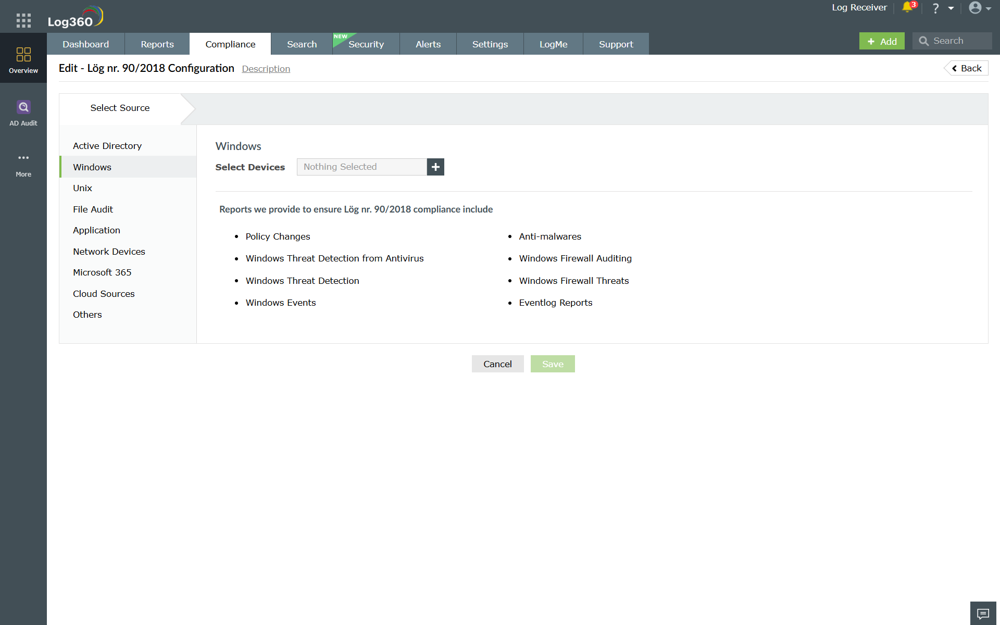 Log Receiver
3
?
Log360
Dashboard
Reports
Compliance
Search
NEW
Security
Alerts
Settings
LogMe
Support
+ Add
Search
Overview
AD Audit
More
Edit - Lög nr. 90/2018 Configuration
Description
Back
Select Source
Active Directory
Windows
Unix
File Audit
Application
Network Devices
Microsoft 365
Cloud Sources
Others
Windows
Select Devices
Nothing Selected
+
Reports we provide to ensure Lög nr. 90/2018 compliance include
• Policy Changes
• Anti-malwares
• Windows Threat Detection from Antivirus
• Windows Firewall Auditing
• Windows Threat Detection
• Windows Firewall Threats
• Windows Events
• Eventlog Reports
Cancel
Save